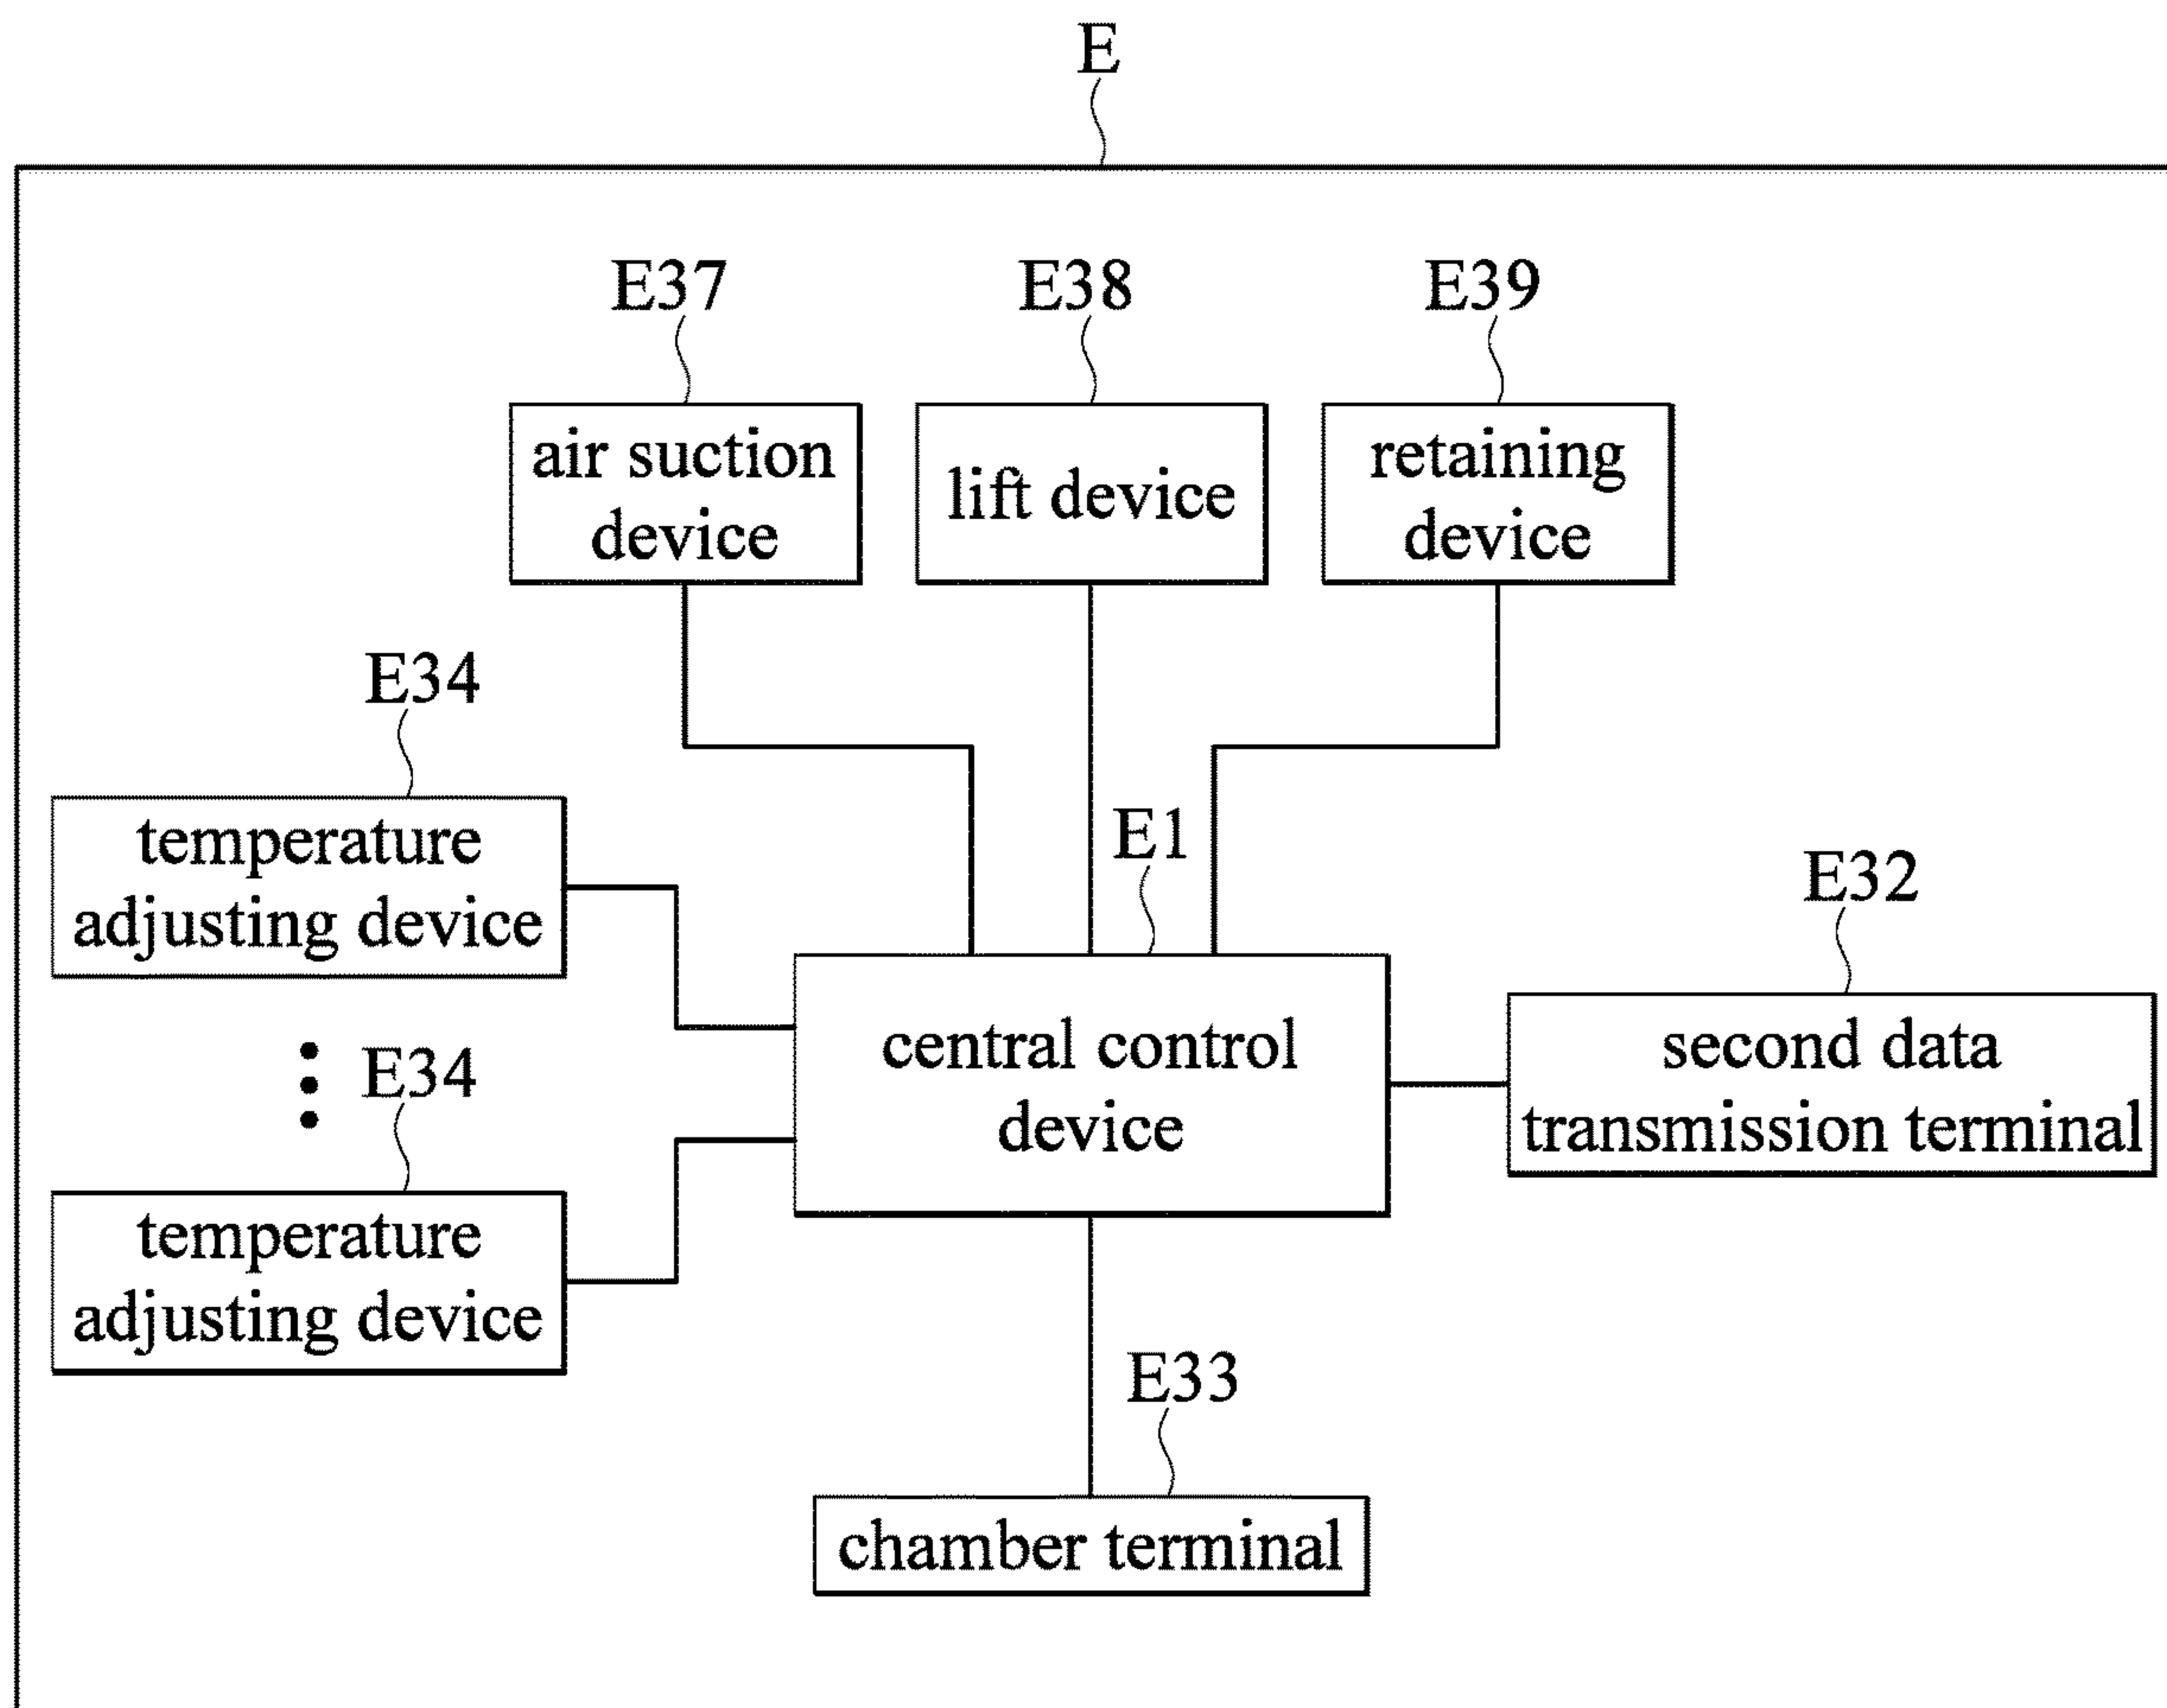 E
E37
E38
E39
air suction
device
lift device
retaining
device
E34
temperature
adjusting device
E1
E32
central control
device
second data
transmission terminal
E34
temperature
adjusting device
E33
chamber terminal